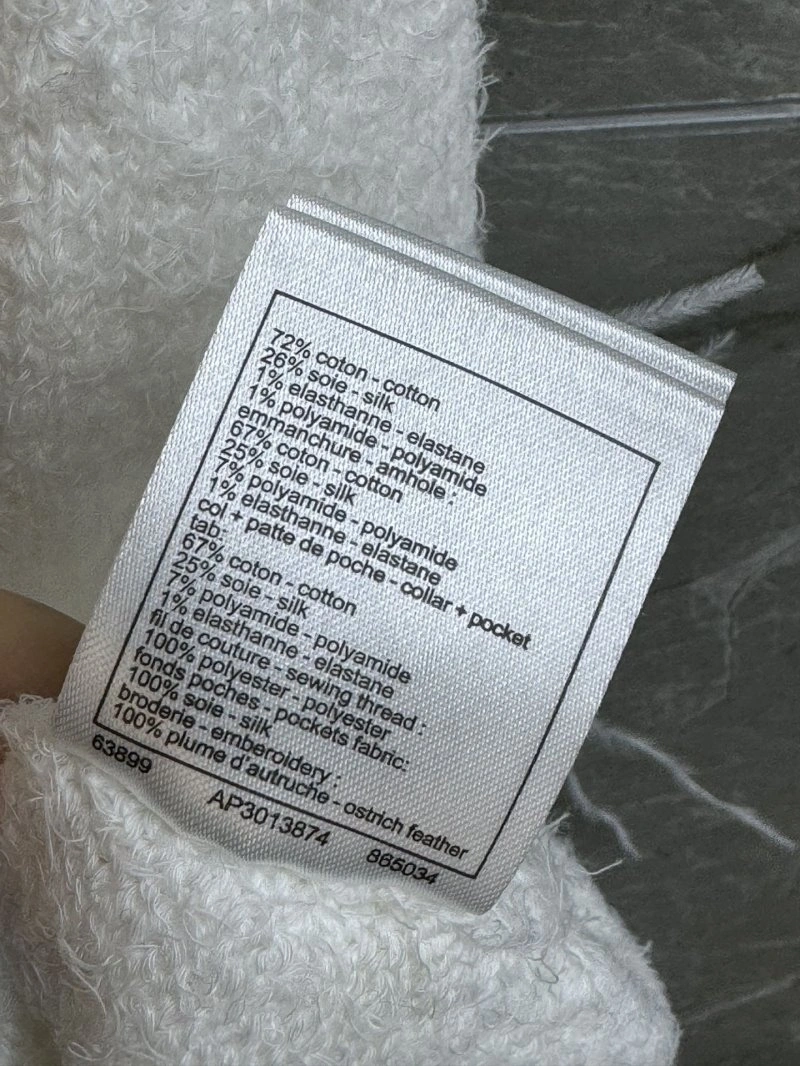 72% coton - cotton
26% soie - silk
1% elasthanne - elastane
1% polyamide - polyamide
emmanchure - amhole :
67% coton - cotton
25% soie - silk
7% polyamide - polyamide
1% elasthanne - elastane
col + patte de poche - collar + pocket
tab:
67% coton - cotton
25% soie - silk
7% polyamide - polyamide
1% elasthanne - elastane
fil de couture - sewing thread :
100% polyester - polyester
fonds poches - pockets fabric:
100% soie - silk
broderie - emberoidery :
100% plume d'autruche - ostrich feather
63899 AP3013874 865034